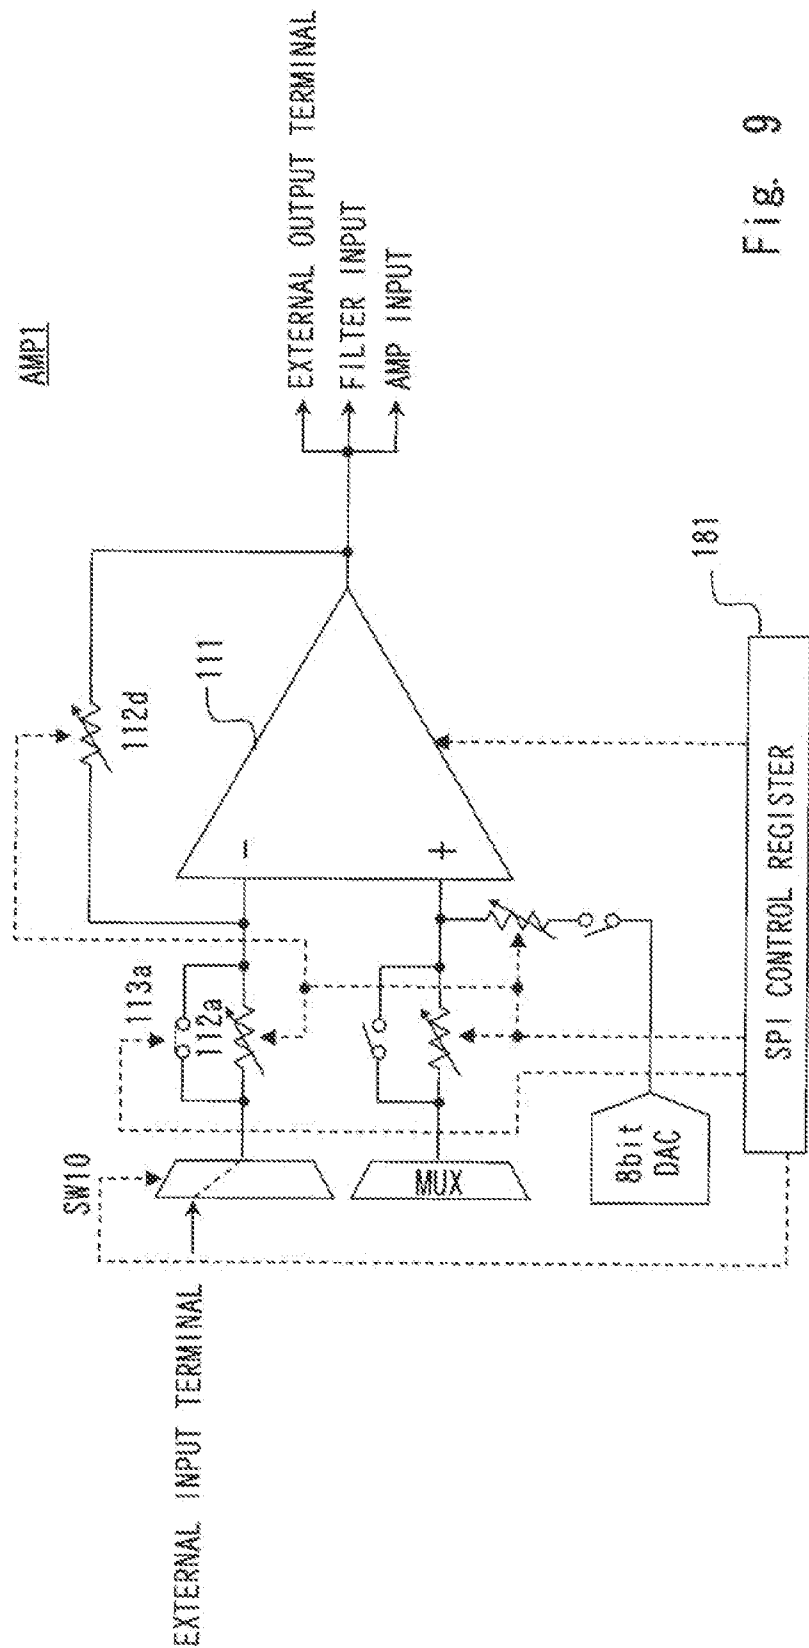 AMP1
EXTERNAL INPUT TERMINAL
SW10
113a
112a
112d
111
EXTERNAL OUTPUT TERMINAL
FILTER INPUT
AMP INPUT
-
+
MUX
8bit
DAC
181
SPI CONTROL REGISTER
Fig. 9